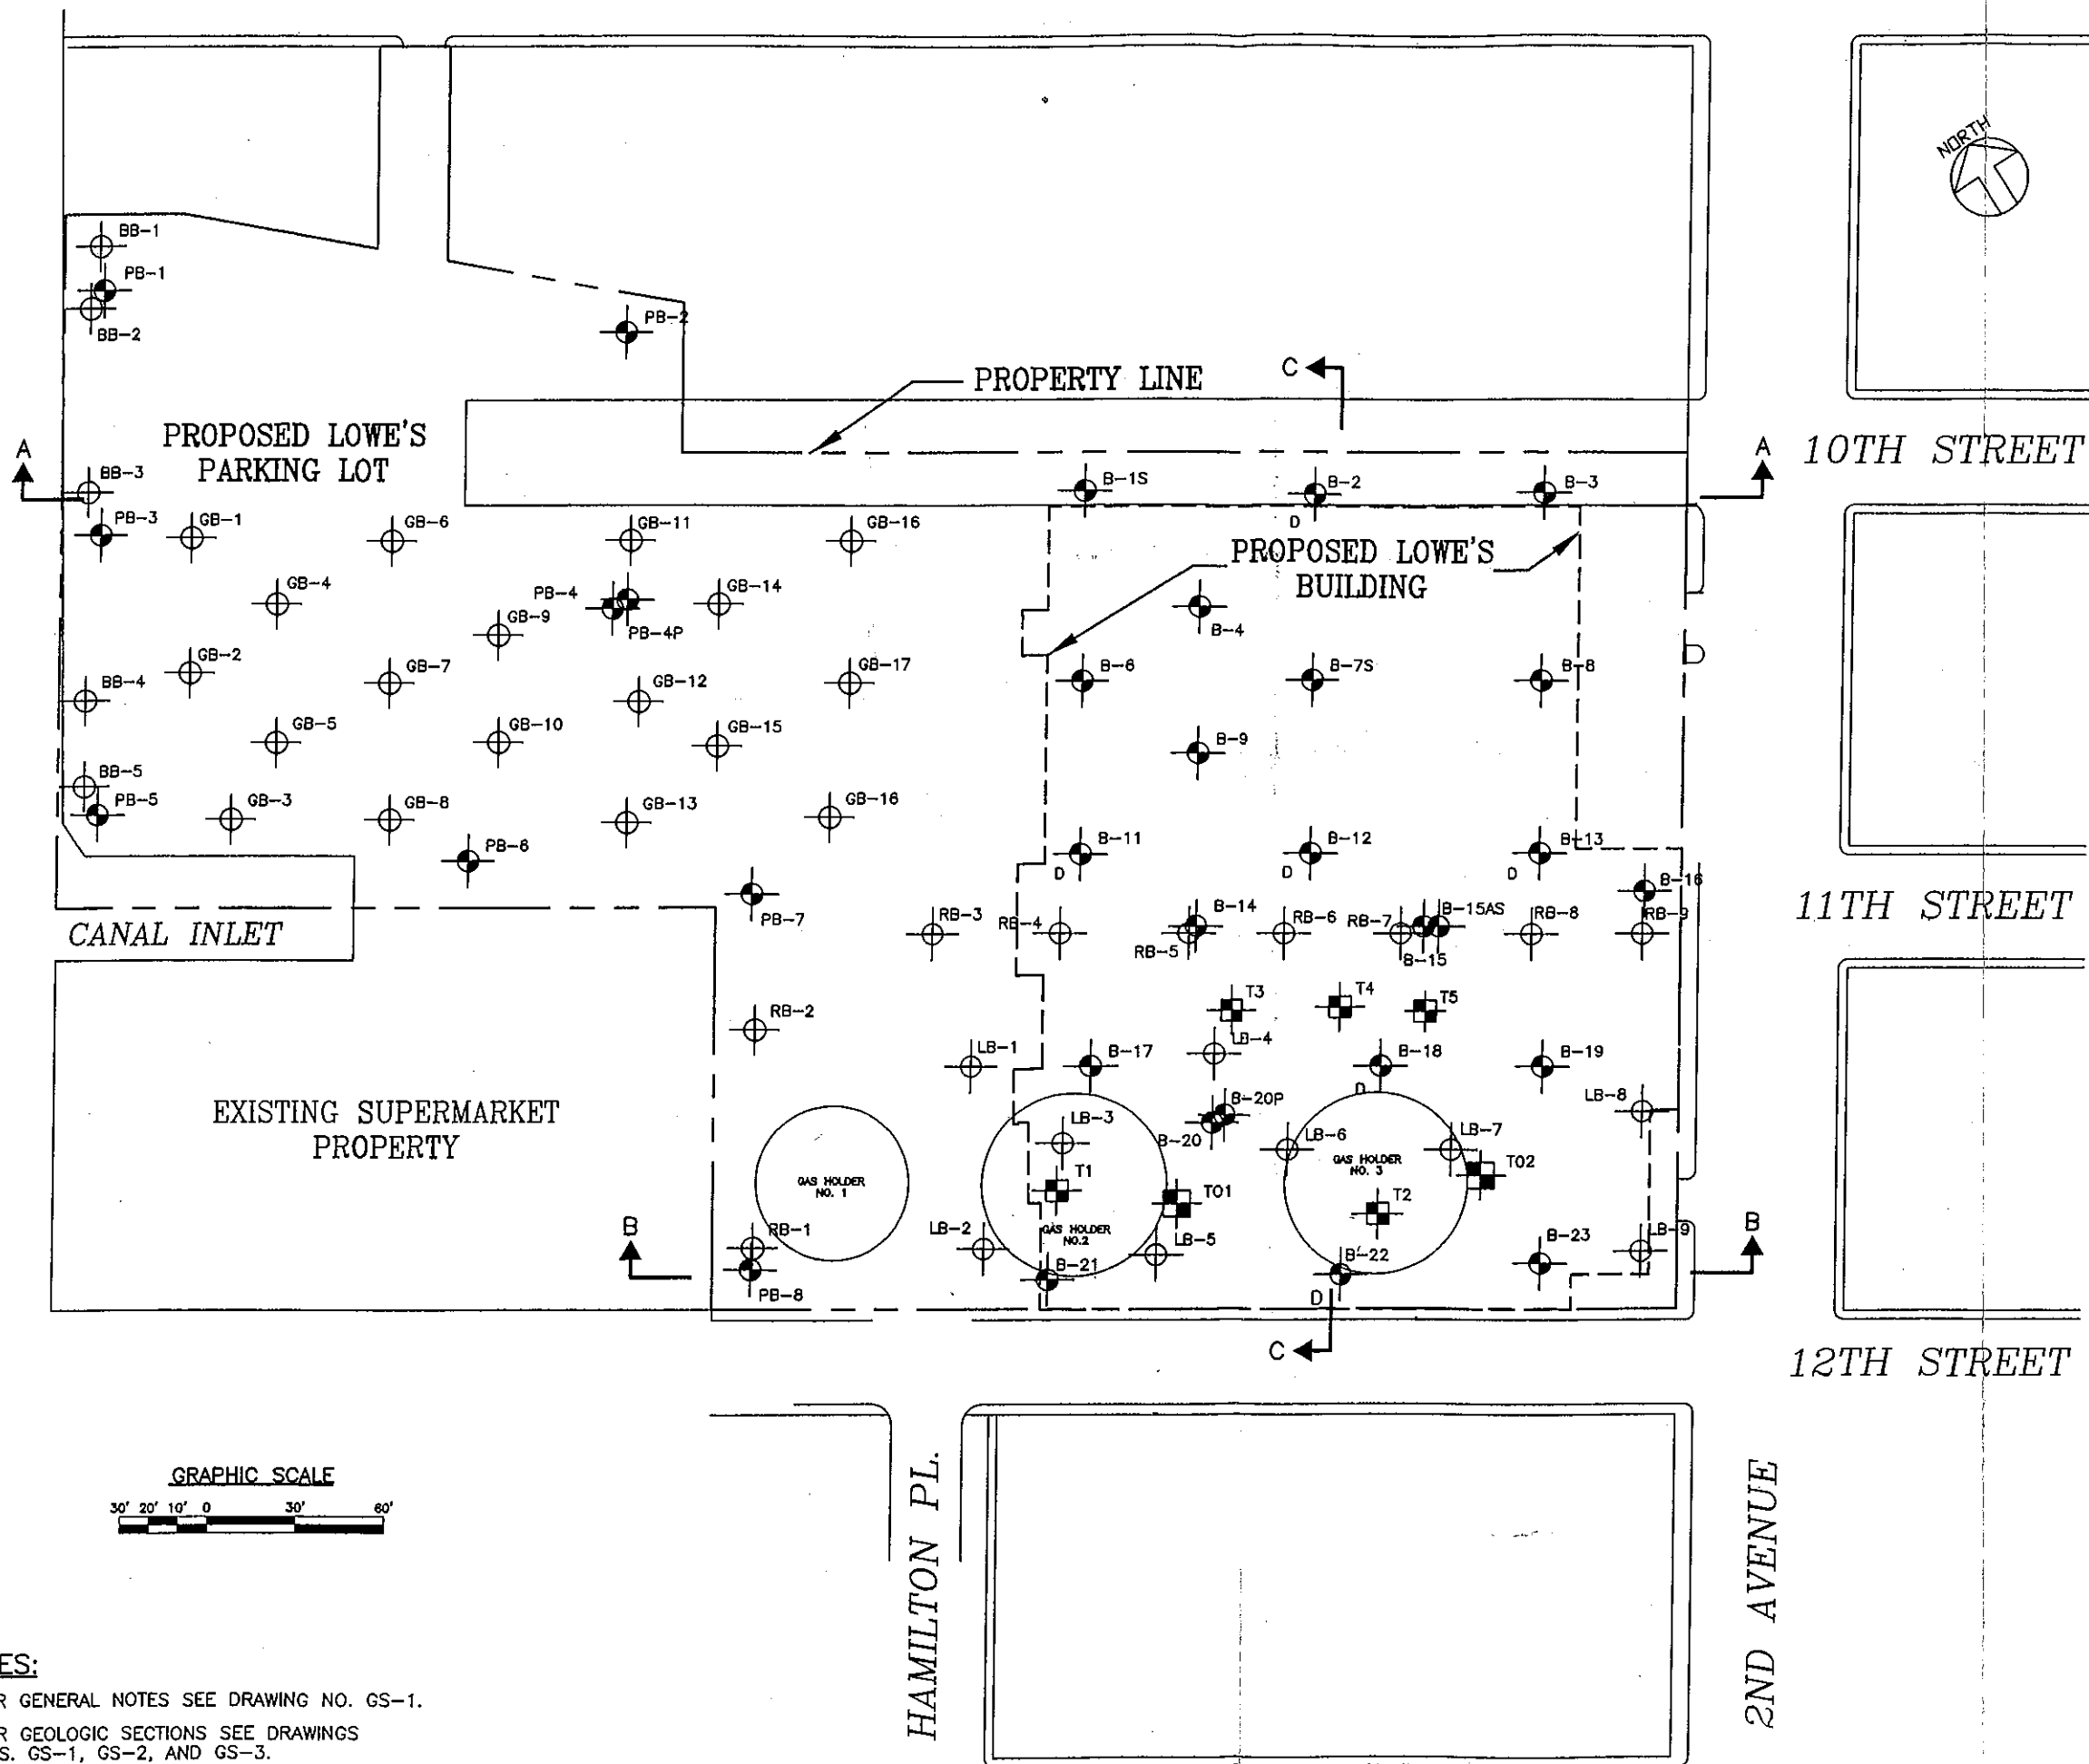 NORTH
BB-1
PB-1
BB-2
PB-2
C
PROPERTY LINE
PROPOSED LOWE'S
PARKING LOT
A
A
10TH STREET
BB-3
B-1S
B-2
B-3
PB-3
GB-1
GB-6
GB-11
GB-16
D
PROPOSED LOWE'S
BUILDING
GB-4
PB-4
GB-14
GB-9
PB-4P
B-4
GB-2
GB-7
GB-17
B-6
B-7S
B-8
BB-4
GB-12
GB-5
GB-10
GB-15
B-9
BB-5
PB-5
GB-3
GB-8
GB-13
GB-16
PB-6
B-11
B-12
B-13
D
D
D
B-16
PB-7
11TH STREET
CANAL INLET
RB-3
RB-4
B-14
RB-5
RB-6
RB-7
B-15AS
B-15
RB-8
RB-9
T3
T4
T5
RB-2
LB-4
LB-1
B-17
B-18
B-19
D
EXISTING SUPERMARKET
PROPERTY
B-20P
LB-8
LB-3
B-20
LB-6
LB-7
GAS HOLDER
NO. 1
T1
T01
GAS HOLDER
NO. 3
T02
T2
B
B
RB-1
LB-2
GAS HOLDER
NO.2
LB-5
B-22
B-23
LB-9
B-21
PB-8
D
C
12TH STREET
GRAPHIC SCALE
30' 20' 10' 0 30' 60'
HAMILTON PL.
2ND AVENUE
ES:
R GENERAL NOTES SEE DRAWING NO. GS-1.
R GEOLOGIC SECTIONS SEE DRAWINGS
S. GS-1, GS-2, AND GS-3.